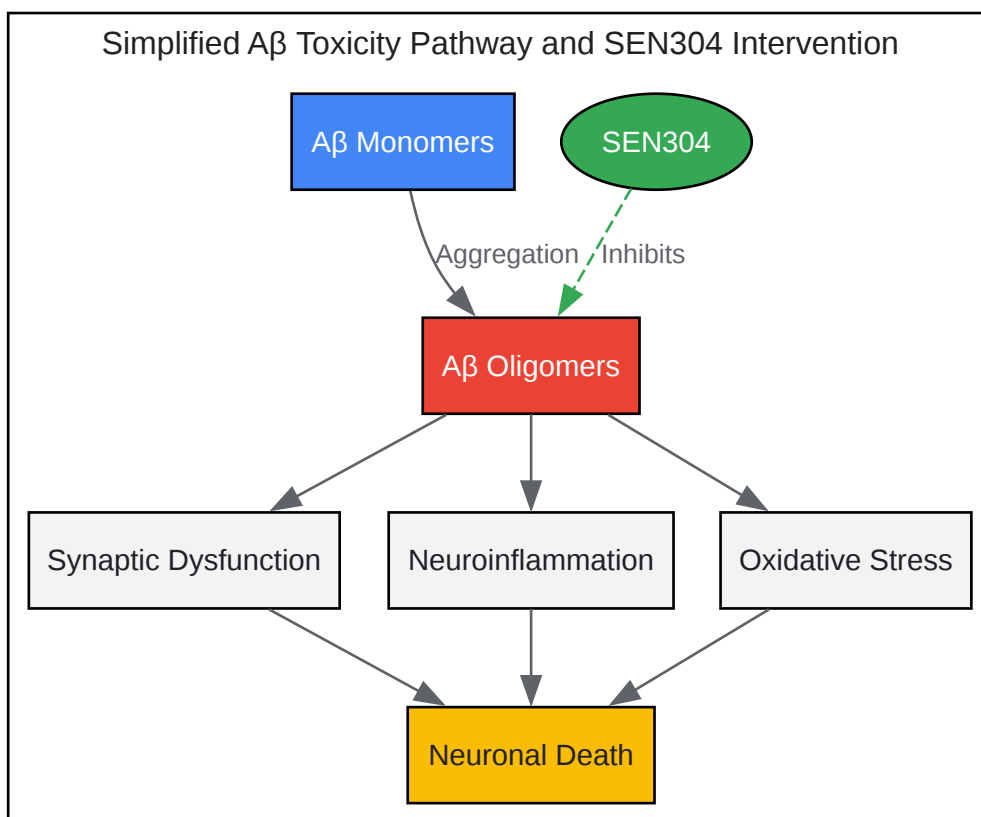 Simplified Aβ Toxicity Pathway and SEN304 Intervention
Aβ Monomers
SEN304
Aggregation
Inhibits
Aβ Oligomers
Synaptic Dysfunction
Neuroinflammation
Oxidative Stress
Neuronal Death